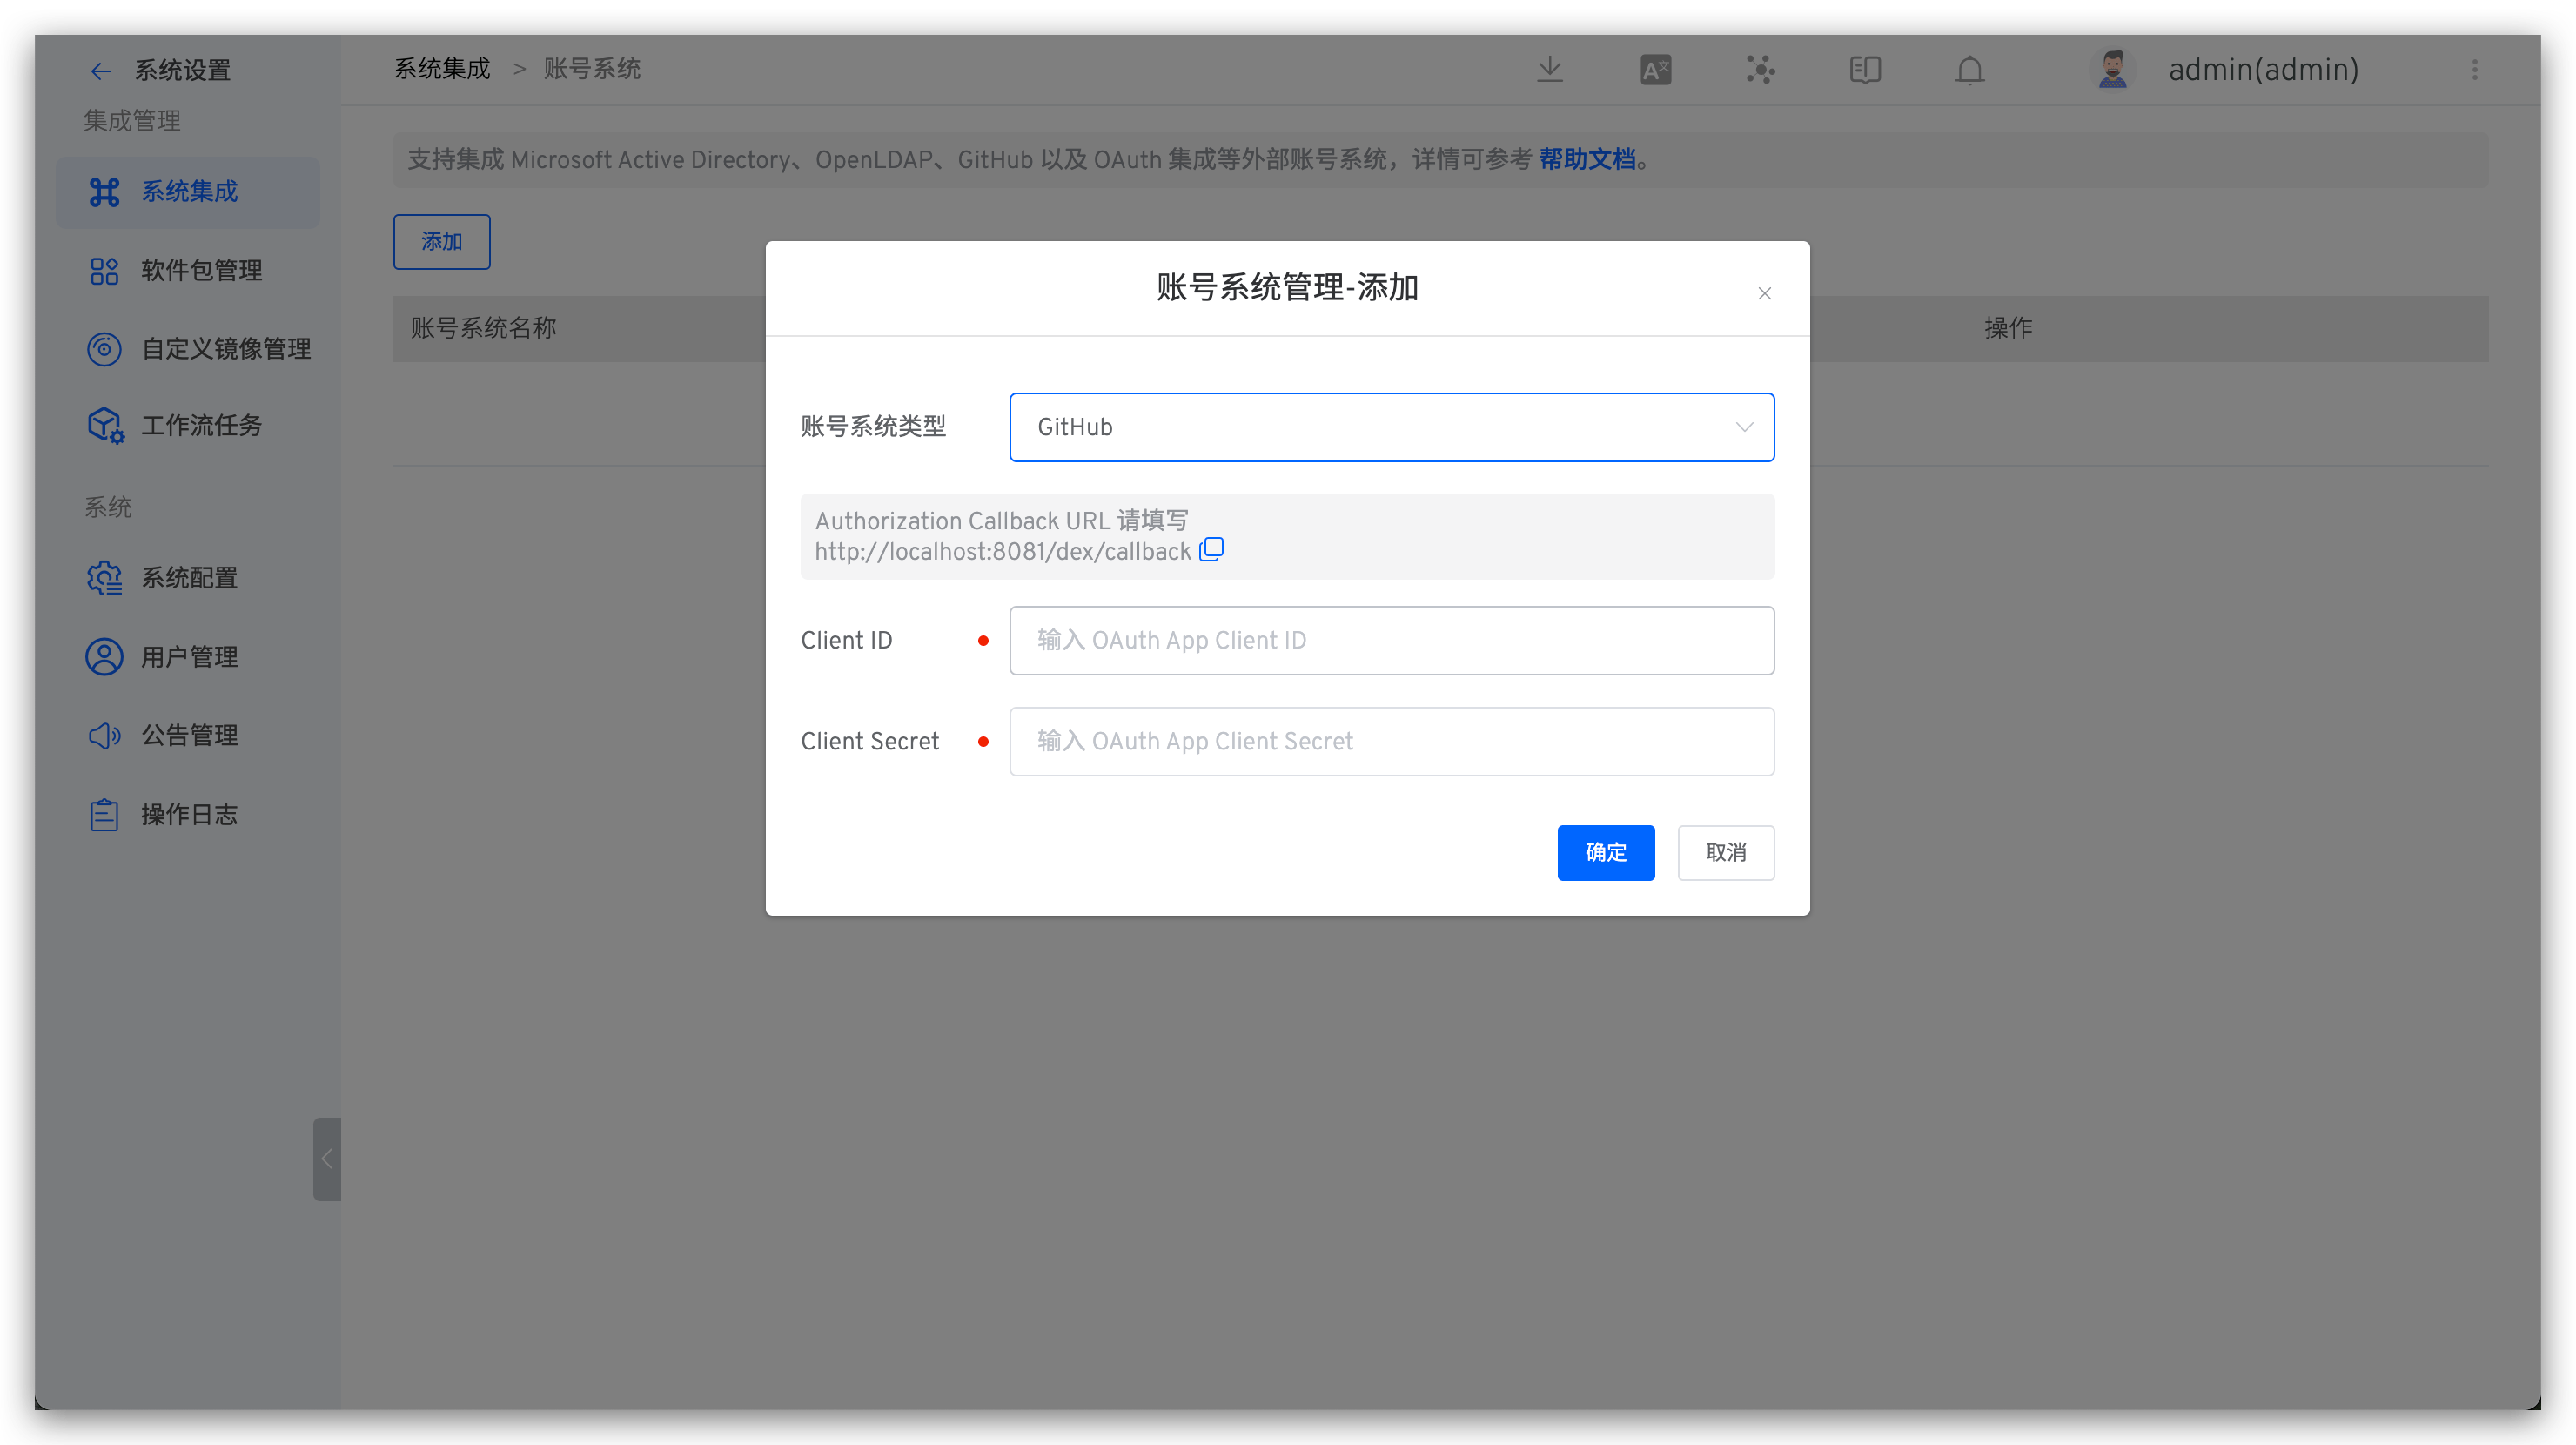 系统设置
集成管理
系统集成
软件包管理
自定义镜像管理
工作流任务
系统
系统配置
用户管理
公告管理
操作日志
系统集成 > 账号系统
admin(admin)
支持集成 Microsoft Active Directory、OpenLDAP、GitHub 以及 OAuth 集成等外部账号系统，详情可参考 帮助文档。
添加
账号系统名称
操作
账号系统管理-添加
账号系统类型
GitHub
Authorization Callback URL 请填写
http://localhost:8081/dex/callback
Client ID
输入 OAuth App Client ID
Client Secret
输入 OAuth App Client Secret
确定
取消